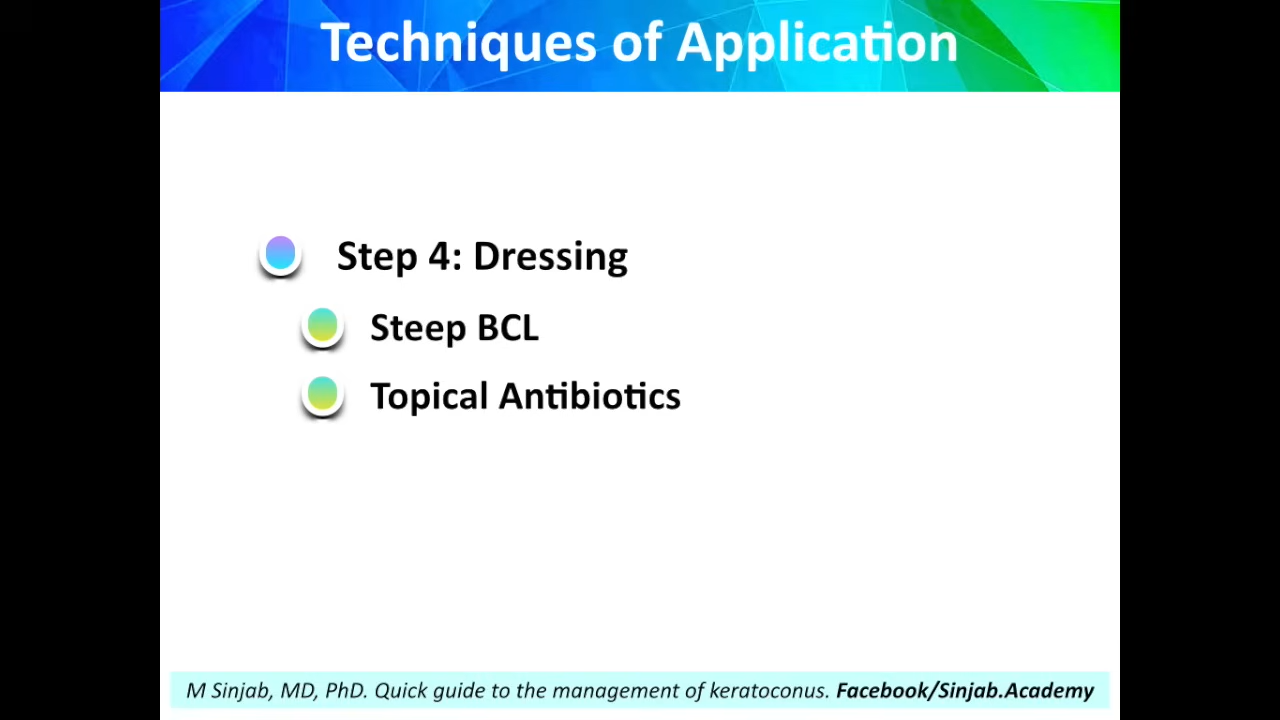 Techniques of Application
Step 4: Dressing
Steep BCL
Topical Antibiotics
M Sinjab, MD, PhD. Quick guide to the management of keratoconus. Facebook/Sinjab.Academy